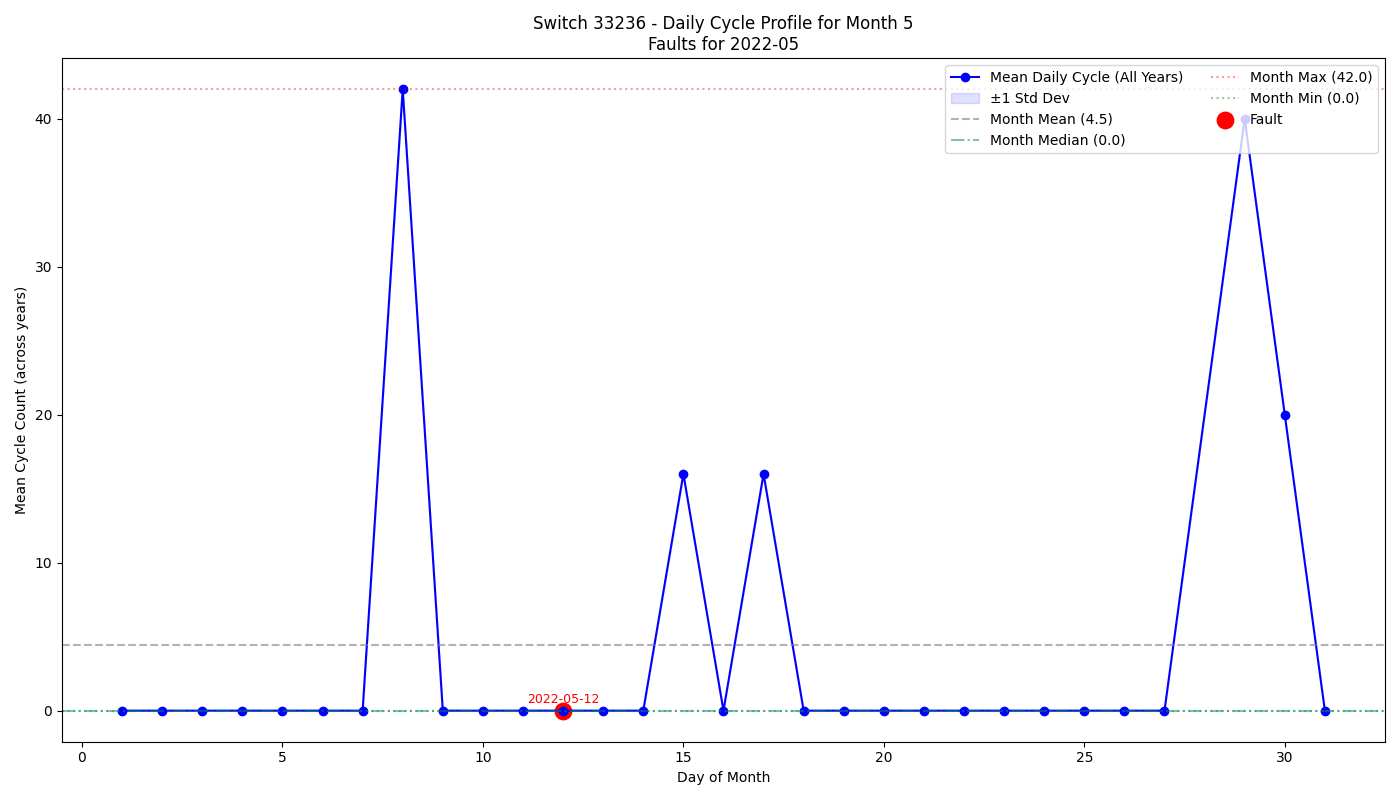 Switch 33236 - Daily Cycle Profile for Month 5
Faults for 2022-05
Mean Daily Cycle (All Years)
±1 Std Dev
Month Mean (4.5)
Month Median (0.0)
Month Max (42.0)
Month Min (0.0)
Fault
Mean Cycle Count (across years)
40
30
20
10
0
2022-05-12
0 5 10 15 20 25 30
Day of Month